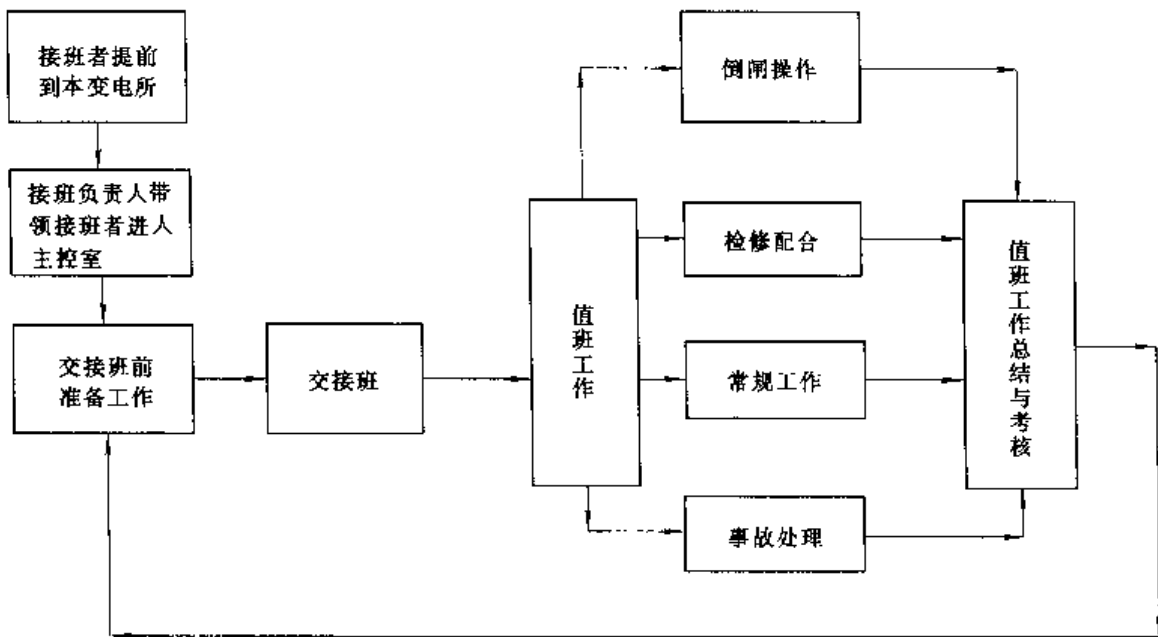 接班者提前
到本变电所
接班负责人带
领接班者进人
主控室
交接班前
准备工作
交接班
值班工作
倒闸操作
检修配合
常规工作
事故处理
值班工作总结与考核